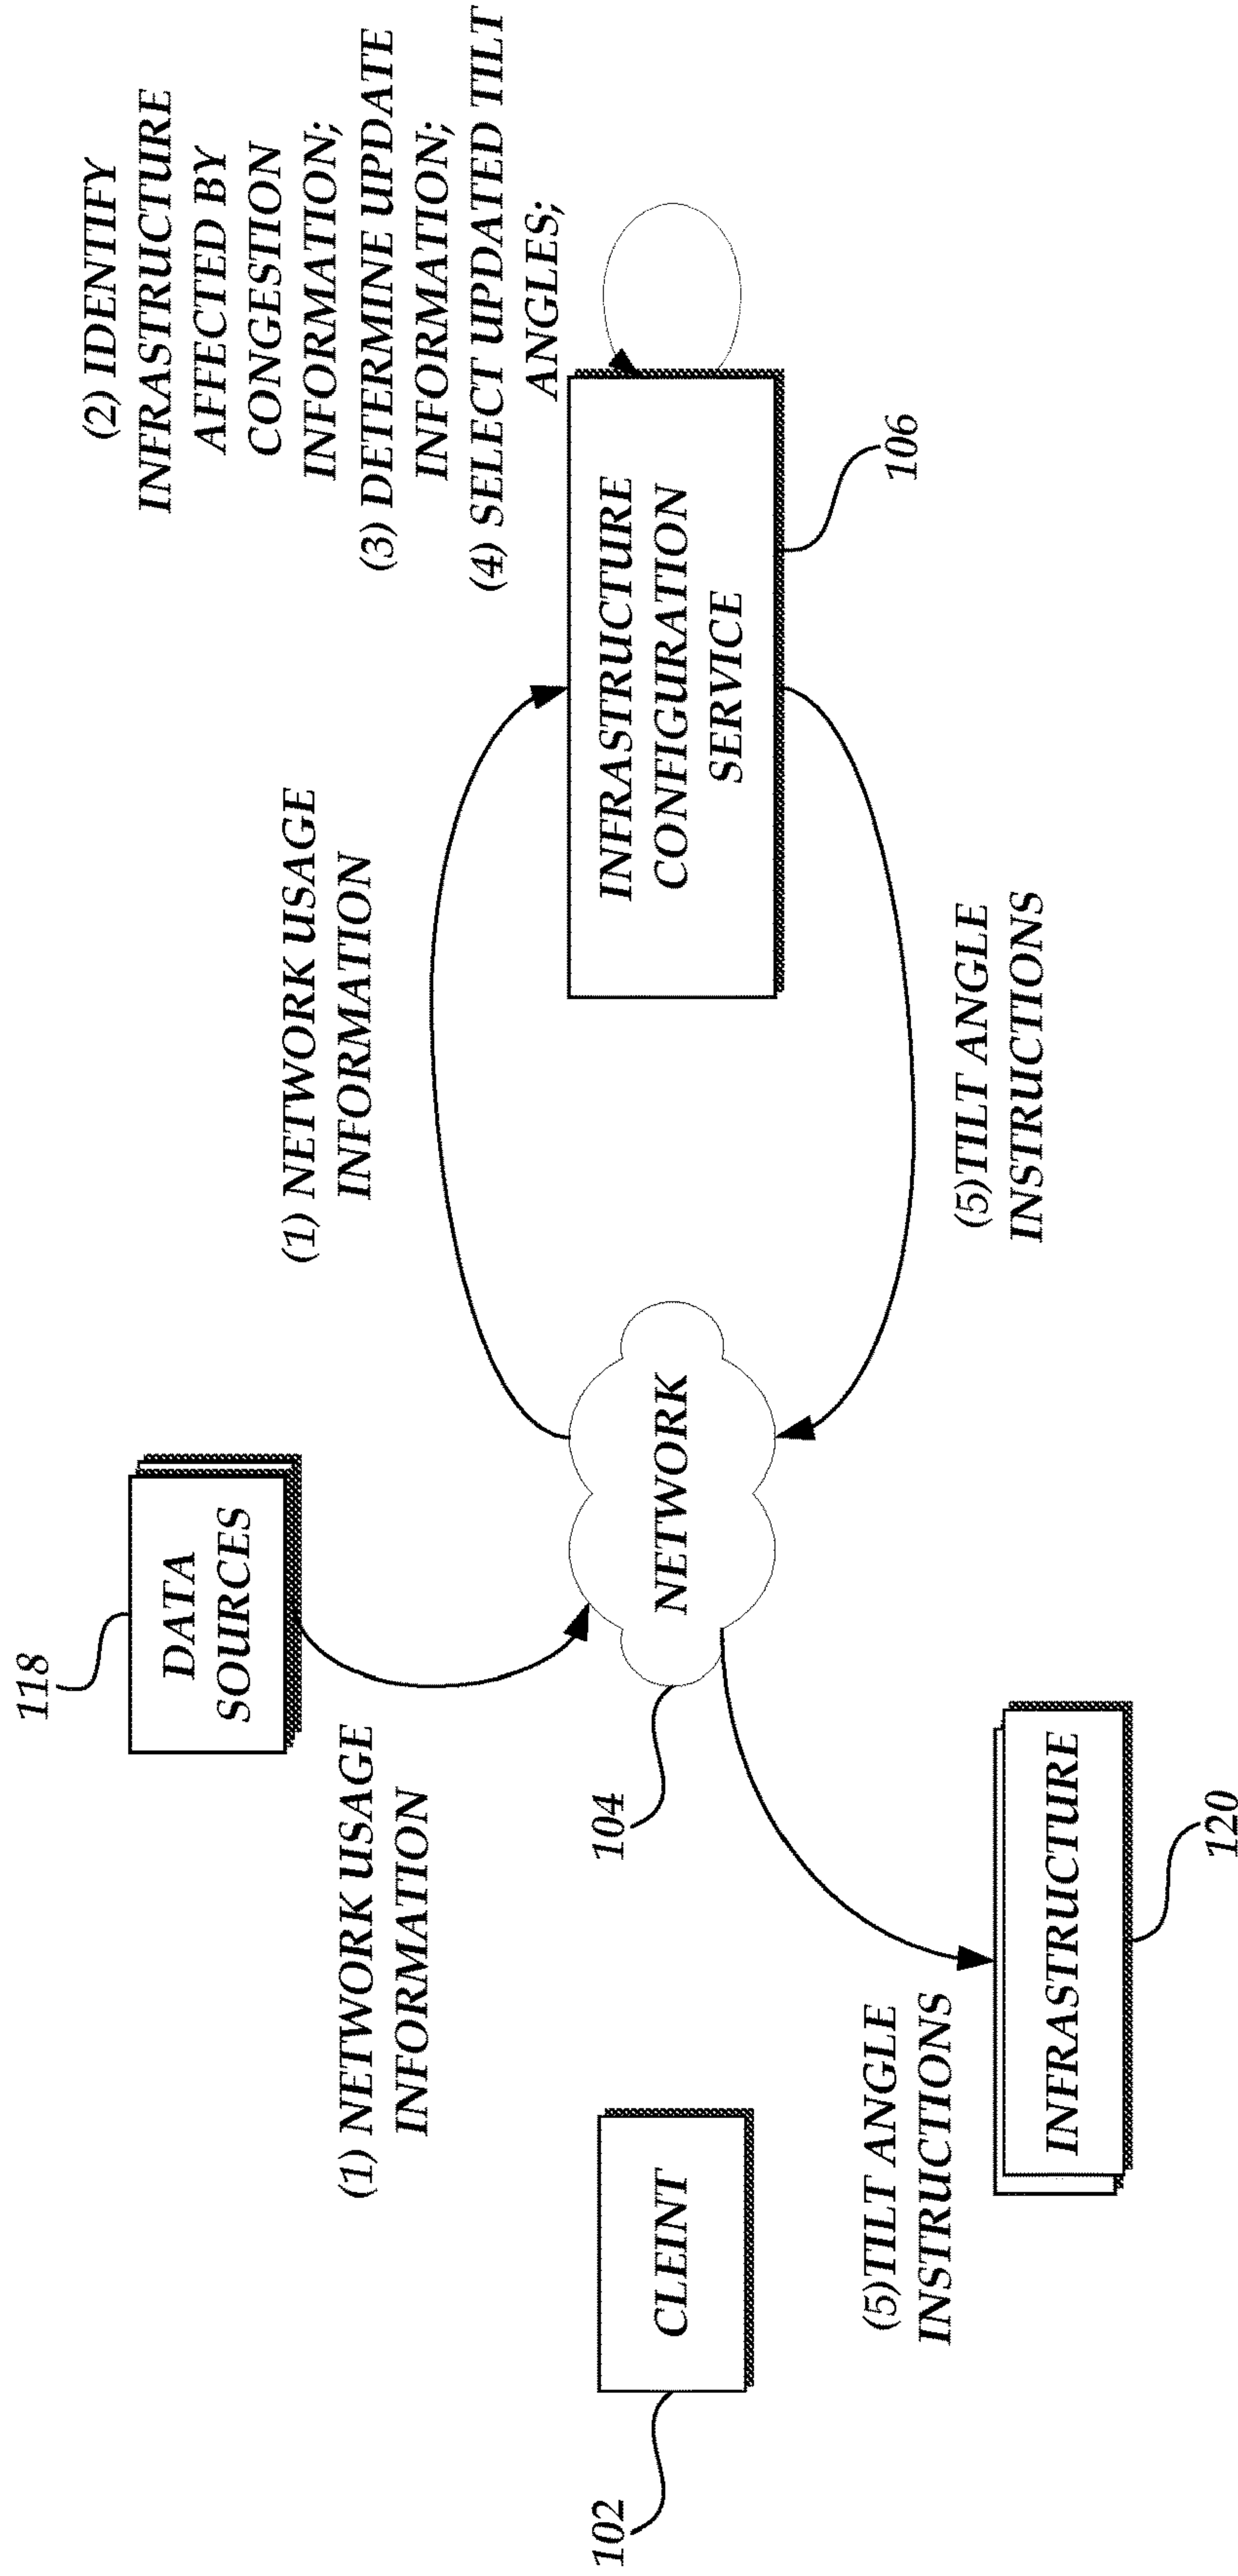 118
DATA
SOURCES
(1) NETWORK USAGE
INFORMATION
(1) NETWORK USAGE
INFORMATION
(2) IDENTIFY
INFRASTRUCTURE
AFFECTED BY
CONGESTION
INFORMATION;
(3) DETERMINE UPDATE
INFORMATION;
(4) SELECT UPDATED TILT
ANGLES;
102
CLEINT
104
NETWORK
INFRASTRUCTURE
CONFIGURATION
SERVICE
106
(5)TILT ANGLE
INSTRUCTIONS
(5)TILT ANGLE
INSTRUCTIONS
INFRASTRUCTURE
120